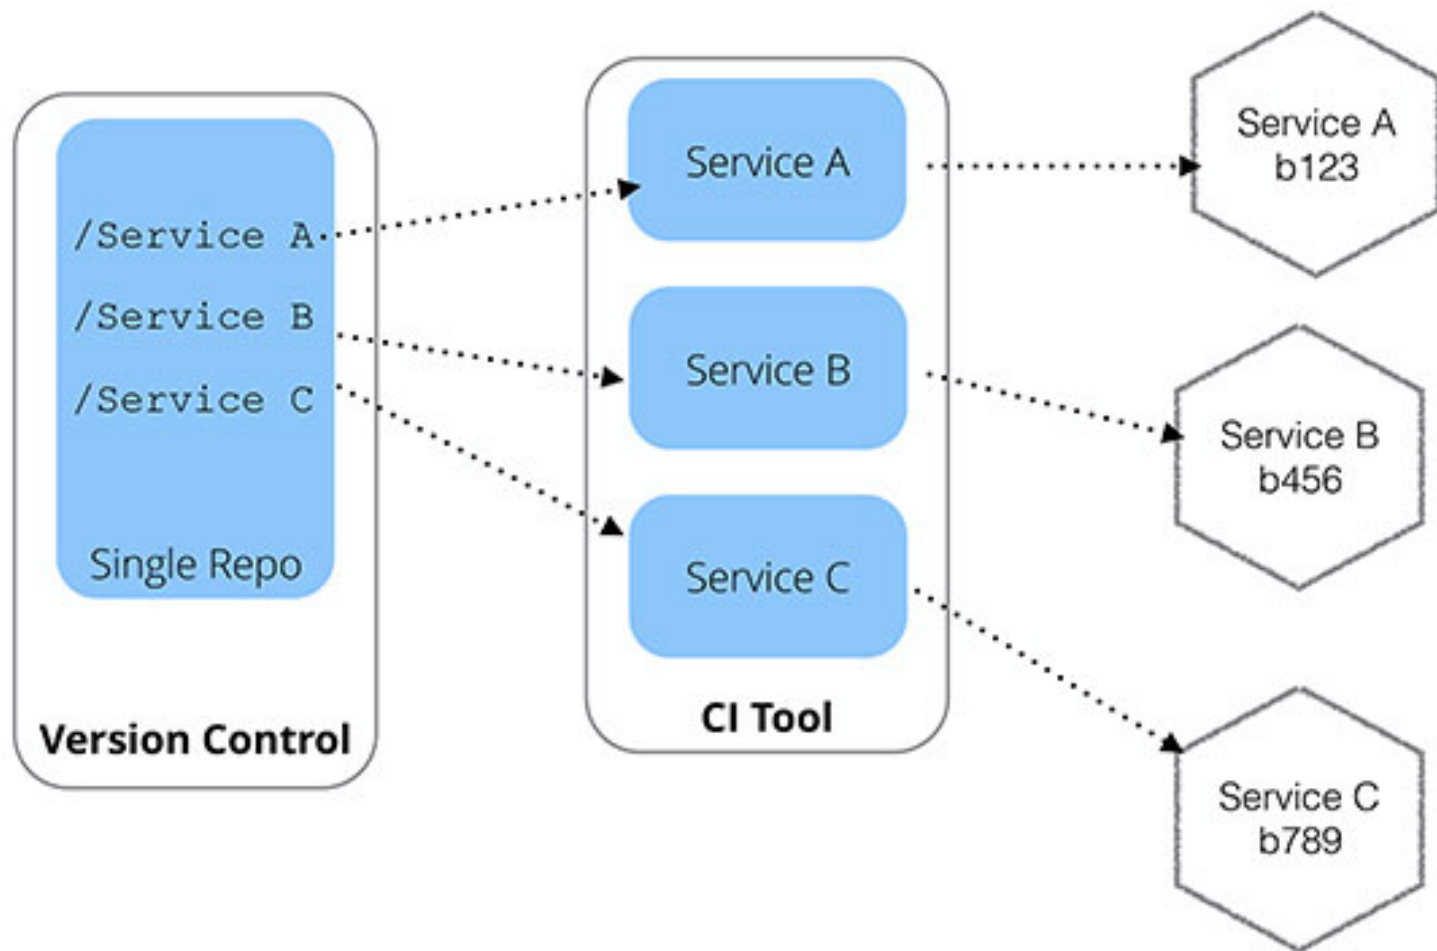 /Service A
/Service B
/Service C
Single Repo
Version Control
Service A
Service B
Service C
CI Tool
Service A
b123
Service B
b456
Service C
b789